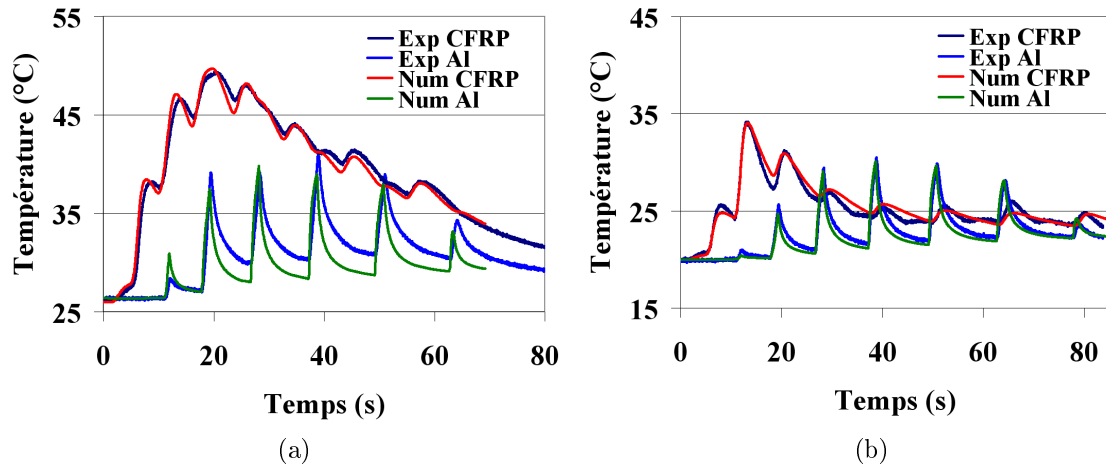 55
45
35
25
Température (°C)
Exp CFRP
Exp Al
Num CFRP
Num Al
0
20
40
60
80
Temps (s)
(a)
45
35
25
15
Température (°C)
Exp CFRP
Exp Al
Num CFRP
Num Al
0
20
40
60
80
Temps (s)
(b)